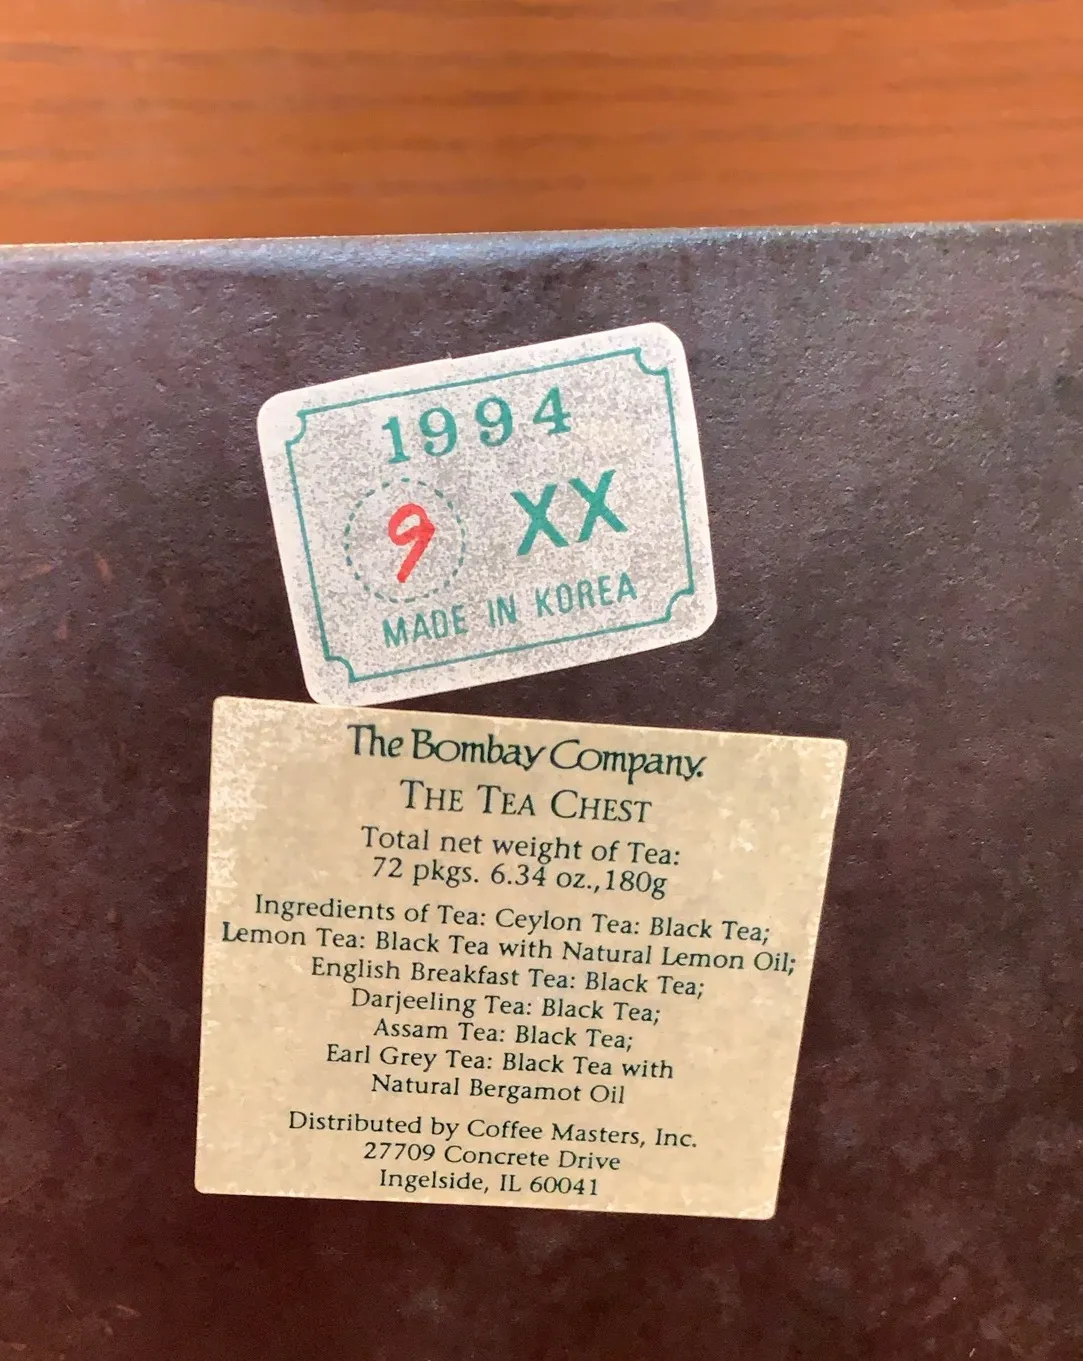 1994
9 XX
MADE IN KOREA
The Bombay Company.
THE TEA CHEST
Total net weight of Tea:
72 pkgs. 6.34 oz.,180g
Ingredients of Tea: Ceylon Tea: Black Tea;
Lemon Tea: Black Tea with Natural Lemon Oil;
English Breakfast Tea: Black Tea;
Darjeeling Tea: Black Tea;
Assam Tea: Black Tea;
Earl Grey Tea: Black Tea with
Natural Bergamot Oil
Distributed by Coffee Masters, Inc.
27709 Concrete Drive
Ingelside, IL 60041